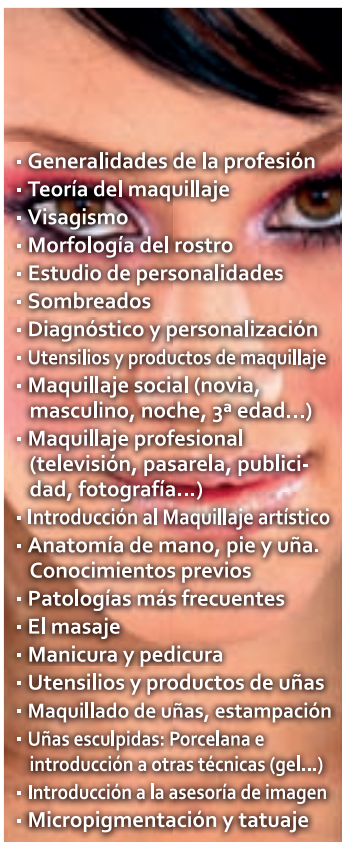 · Generalidades de la profesión
· Teoría del maquillaje
· Visagismo
· Morfología del rostro
· Estudio de personalidades
· Sombreados
· Diagnóstico y personalización
· Utensilios y productos de maquillaje
· Maquillaje social (novia,
masculino, noche, 3ª edad...)
· Maquillaje profesional
(televisión, pasarela, publici-
dad, fotografía...)
· Introducción al Maquillaje artístico
· Anatomía de mano, pie y uña.
Conocimientos previos
· Patologías más frecuentes
· El masaje
· Manicura y pedicura
· Utensilios y productos de uñas
· Maquillado de uñas, estampación
· Uñas esculpidas: Porcelana e
introducción a otras técnicas (gel...)
· Introducción a la asesoría de imagen
· Micropigmentación y tatuaje